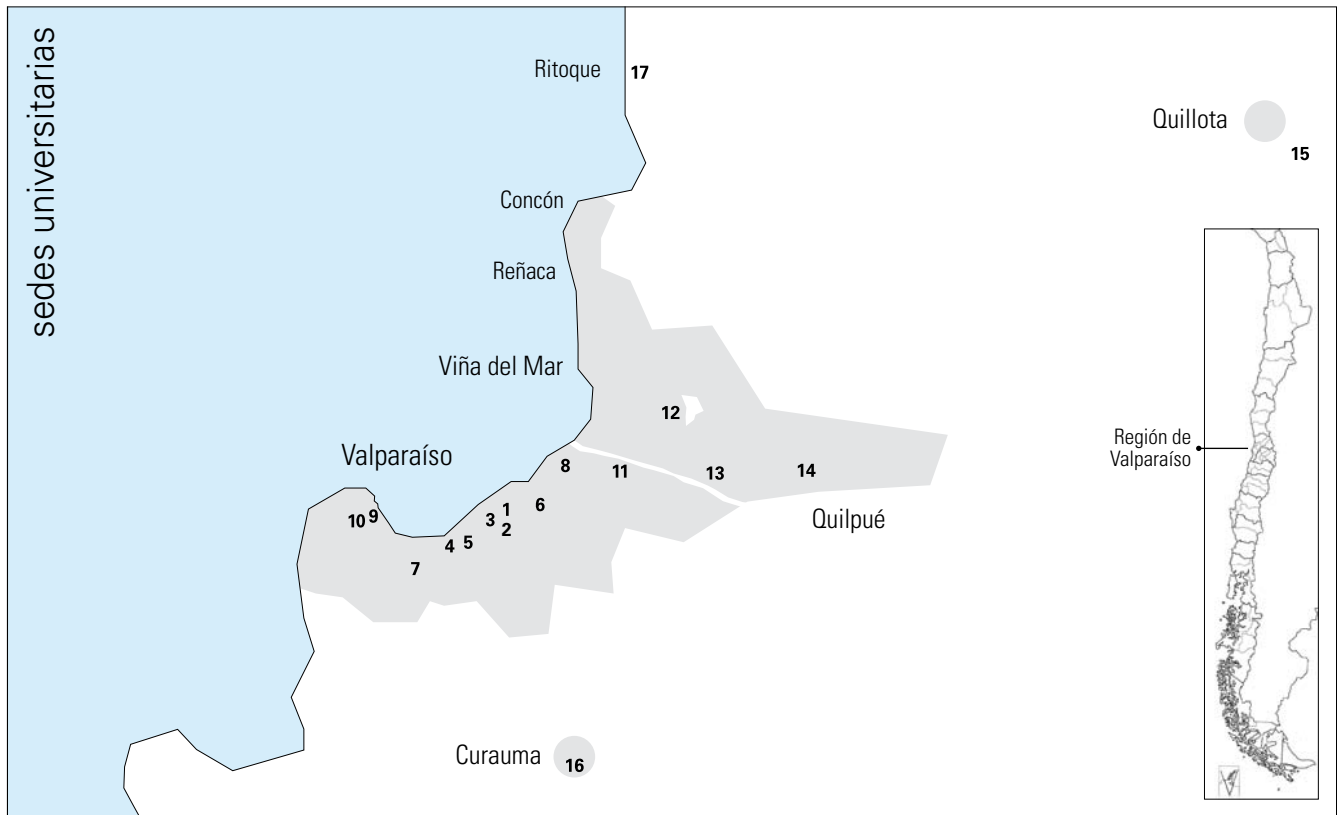 sedes universitarias
Ritoque
17
Quillota
15
Concón
Reñaca
Viña del Mar
12
Región de
Valparaíso
Valparaíso
8
11
13
14
10
9
3
1
6
2
Quilpué
4
5
7
Curauma
16